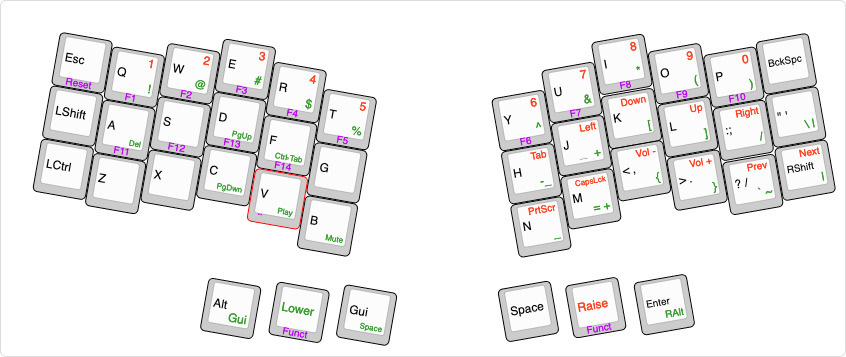 Esc
Reset
Q
1
!
F1
W
2
@
F2
E
3
#
F3
R
4
$
F4
T
5
%
F5
LShift
A
Del
F11
S
F12
D
PgUp
F13
F
Ctrl-Tab
F14
G
LCtrl
Z
X
C
PgDwn
V
Play
B
Mute
Alt
Gui
Lower
Funct
Gui
Space
Y
6
^
F6
U
7
&
F7
I
8
*
F8
O
9
(
F9
P
0
)
F10
BckSpc
H
Tab
- _
J
Left
_ +
K
Down
[
L
Up
]
: ;
Right
/
" '
\ |
N
PrtScr
_
M
CapsLck
= +
< ,
Vol -
{
> .
Vol +
}
? /
Prev
` ~
RShift
Next
|
Space
Raise
Funct
Enter
RAlt